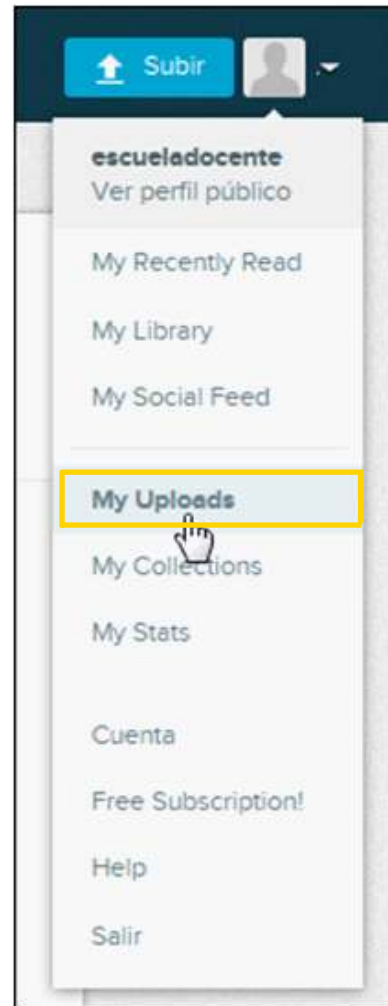 Subir
escueladocente
Ver perfil público
My Recently Read
My Library
My Social Feed
My Uploads
My Collections
My Stats
Cuenta
Free Subscription!
Help
Salir